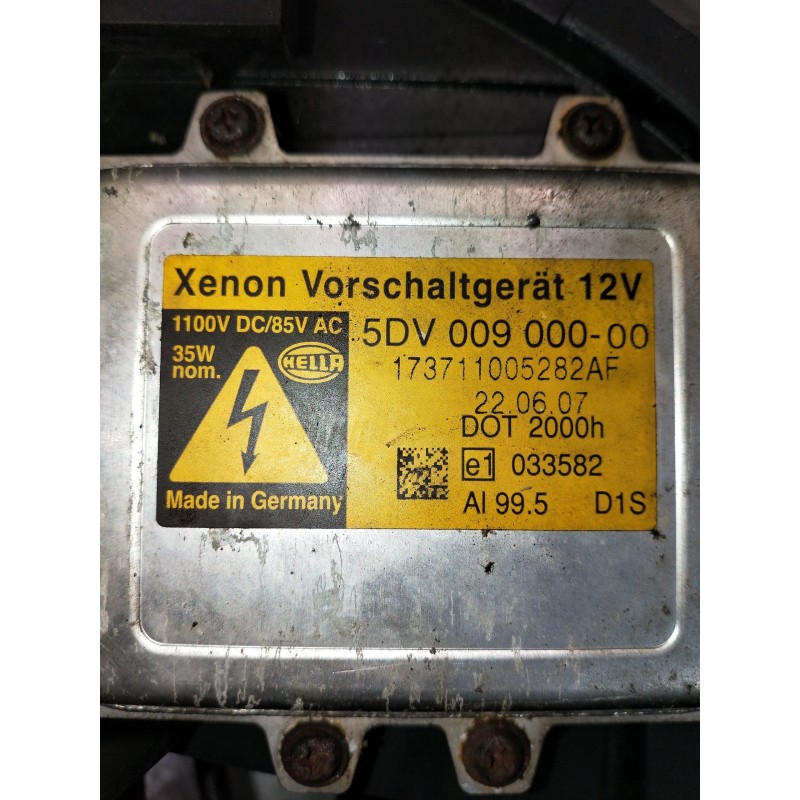 Xenon Vorschaltgerät 12V
1100V DC/85V AC
35W
nom.
HELLA
Made in Germany
5DV 009 000-00
173711005282AF
22.06.07
DOT 2000h
e1 033582
Al 99.5 D1S